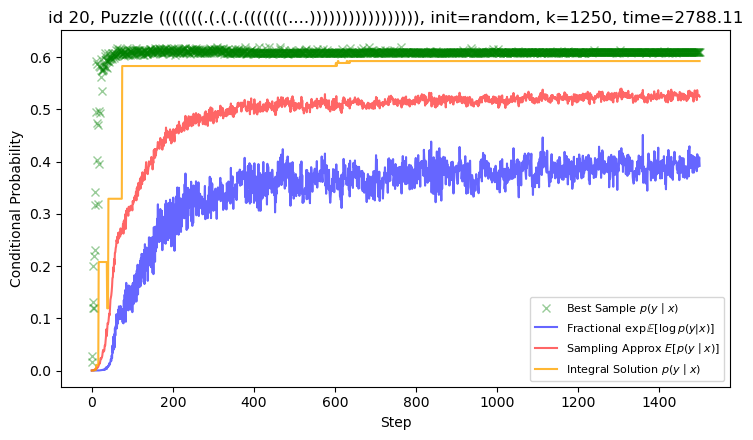 id 20, Puzzle (((((((.(.(.(.(((((((....))))))))))))))))), init=random, k=1250, time=2788.11
Conditional Probability
0.6
0.5
0.4
0.3
0.2
0.1
0.0
Best Sample p(y | x)
Fractional exp𝔼[log p(y|x)]
Sampling Approx E[p(y | x)]
Integral Solution p(y | x)
0 200 400 600 800 1000 1200 1400
Step